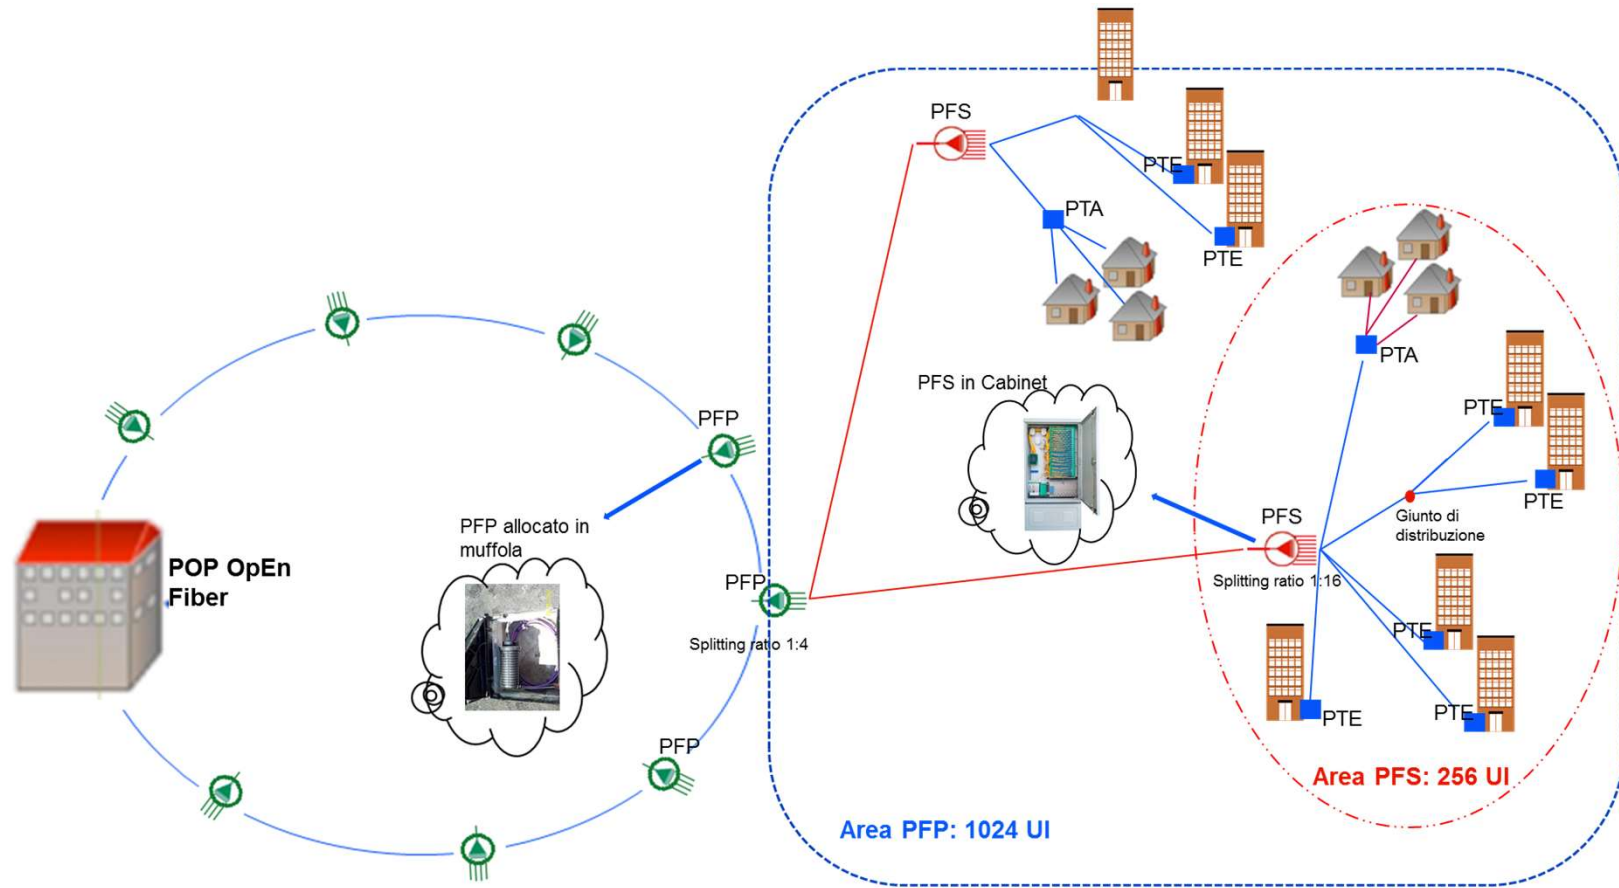 PFS
PTE
PTA
PTE
PTA
PFS in Cabinet
PFP
PTE
PTE
PFP allocato in
muffola
PFS
Giunto di
distribuzione
POP OpEn
Fiber
PFP
Splitting ratio 1:16
Splitting ratio 1:4
PTE
PTE
PTE
PFP
Area PFS: 256 UI
Area PFP: 1024 UI